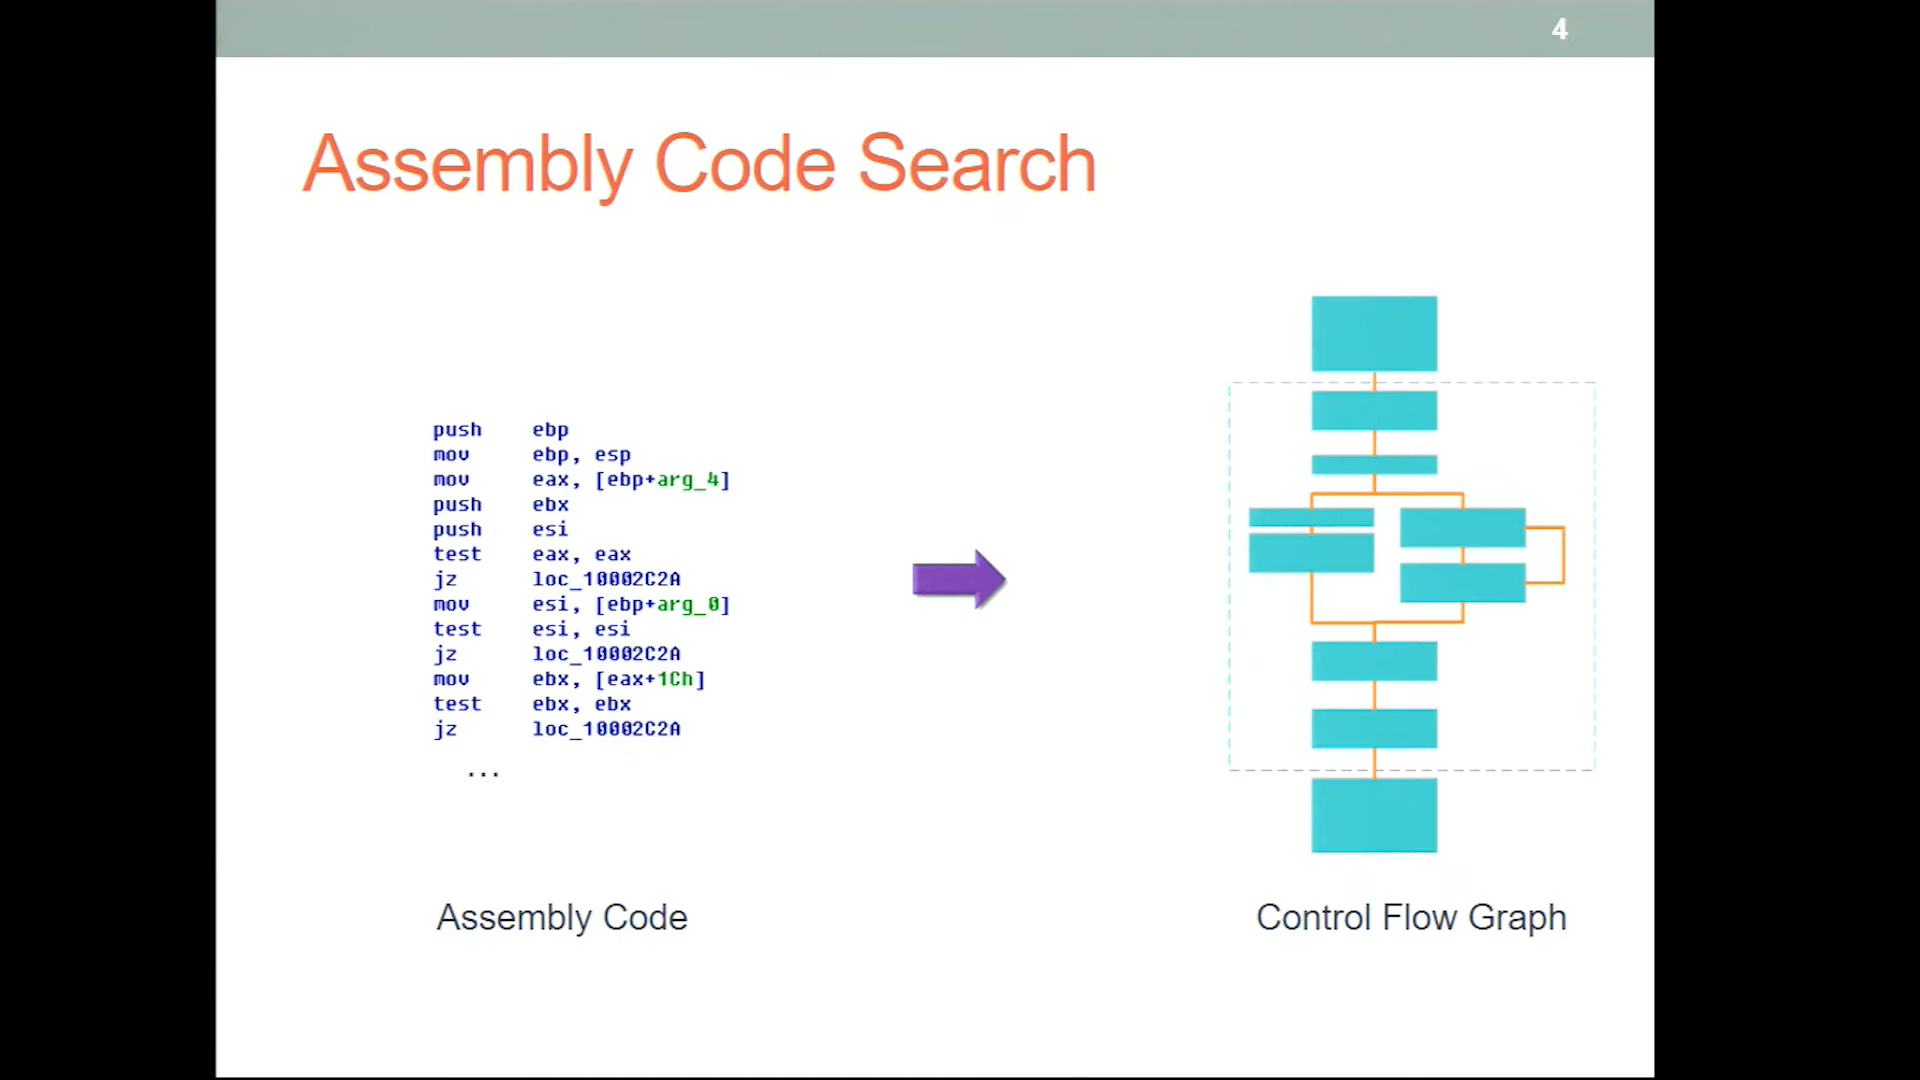 4
Assembly Code Search
push ebp
mov ebp, esp
mov eax, [ebp+arg_4]
push ebx
push esi
test eax, eax
jz loc_10002C2A
mov esi, [ebp+arg_0]
test esi, esi
jz loc_10002C2A
mov ebx, [eax+1Ch]
test ebx, ebx
jz loc_10002C2A
...
Assembly Code
Control Flow Graph